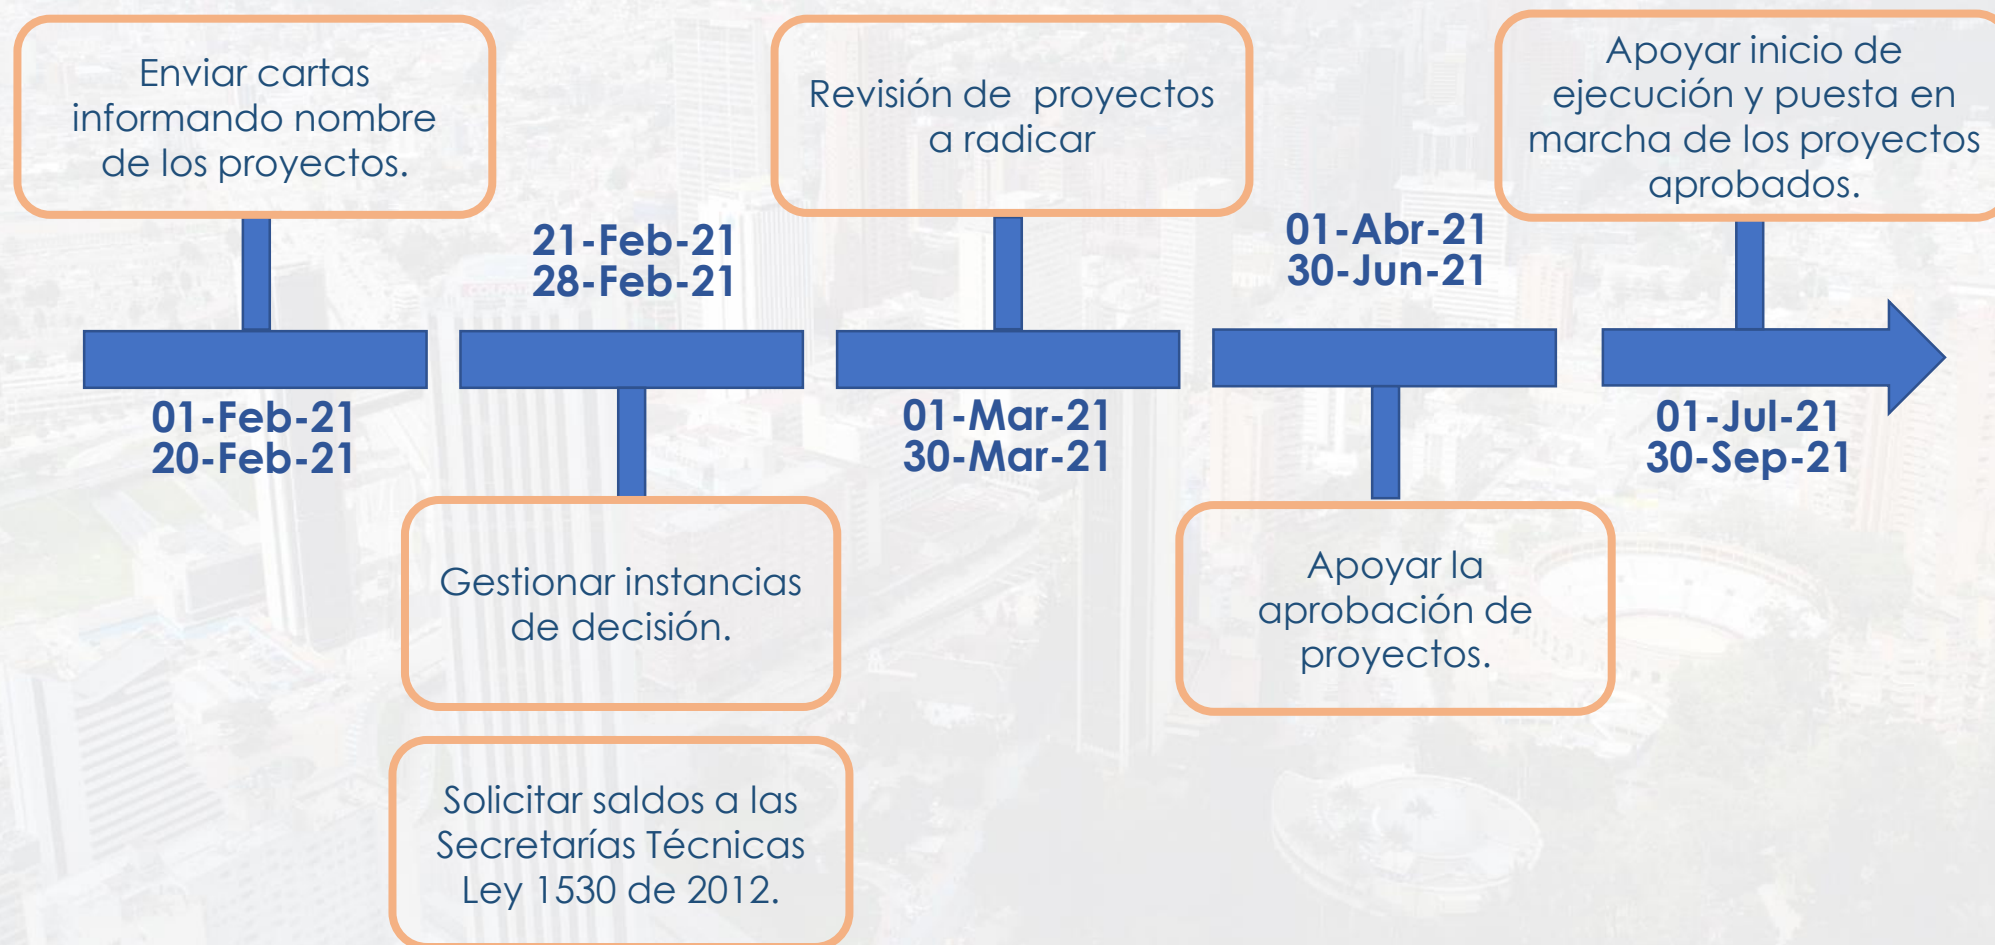 Enviar cartas
informando nombre
de los proyectos.
01-Feb-21
20-Feb-21
21-Feb-21
28-Feb-21
Gestionar instancias
de decisión.
Solicitar saldos a las
Secretarías Técnicas
Ley 1530 de 2012.
Revisión de proyectos
a radicar
01-Mar-21
30-Mar-21
01-Abr-21
30-Jun-21
Apoyar la
aprobación de
proyectos.
Apoyar inicio de
ejecución y puesta en
marcha de los proyectos
aprobados.
01-Jul-21
30-Sep-21